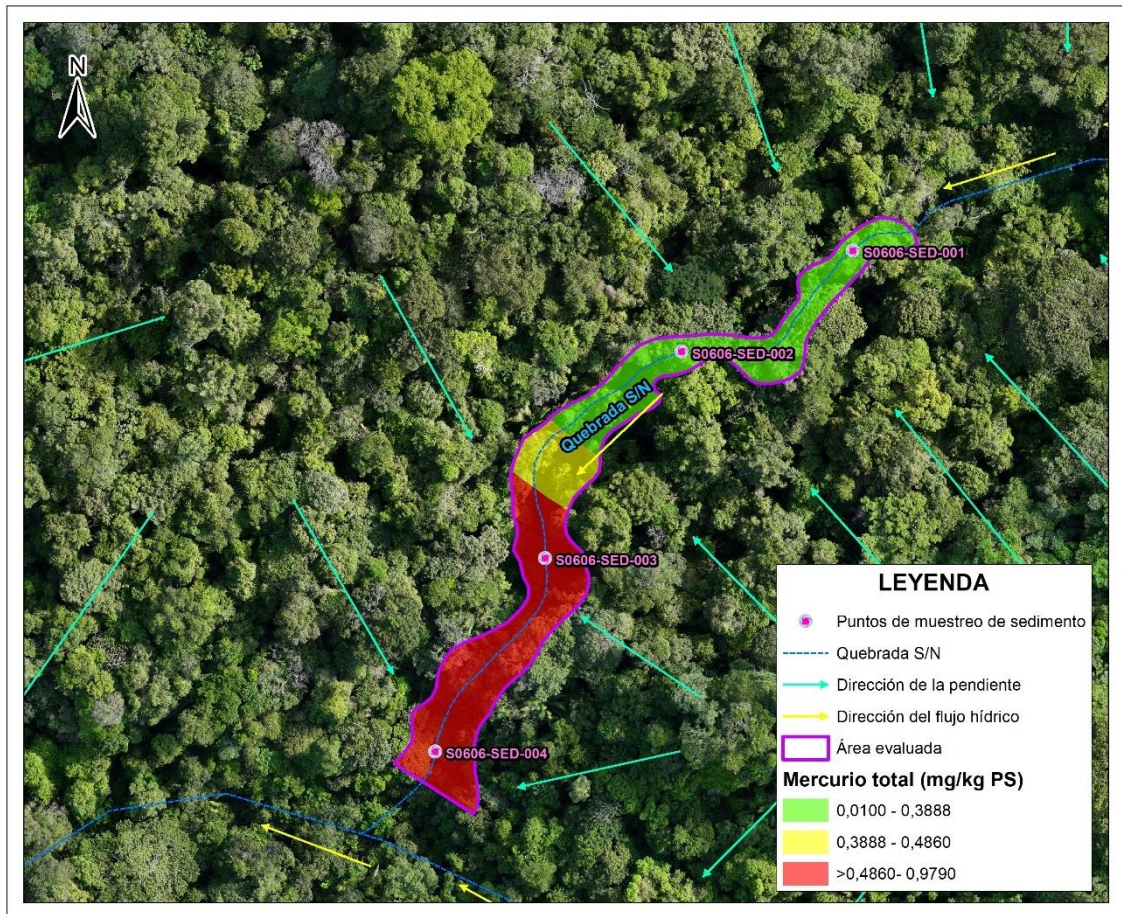 N
S0606-SED-001
S0606-SED-002
Quebrada S/N
S0606-SED-003
S0606-SED-004
LEYENDA
Puntos de muestreo de sedimento
Quebrada S/N
Dirección de la pendiente
Dirección del flujo hídrico
Área evaluada
Mercurio total (mg/kg PS)
0,0100 - 0,3888
0,3888 - 0,4860
>0,4860- 0,9790